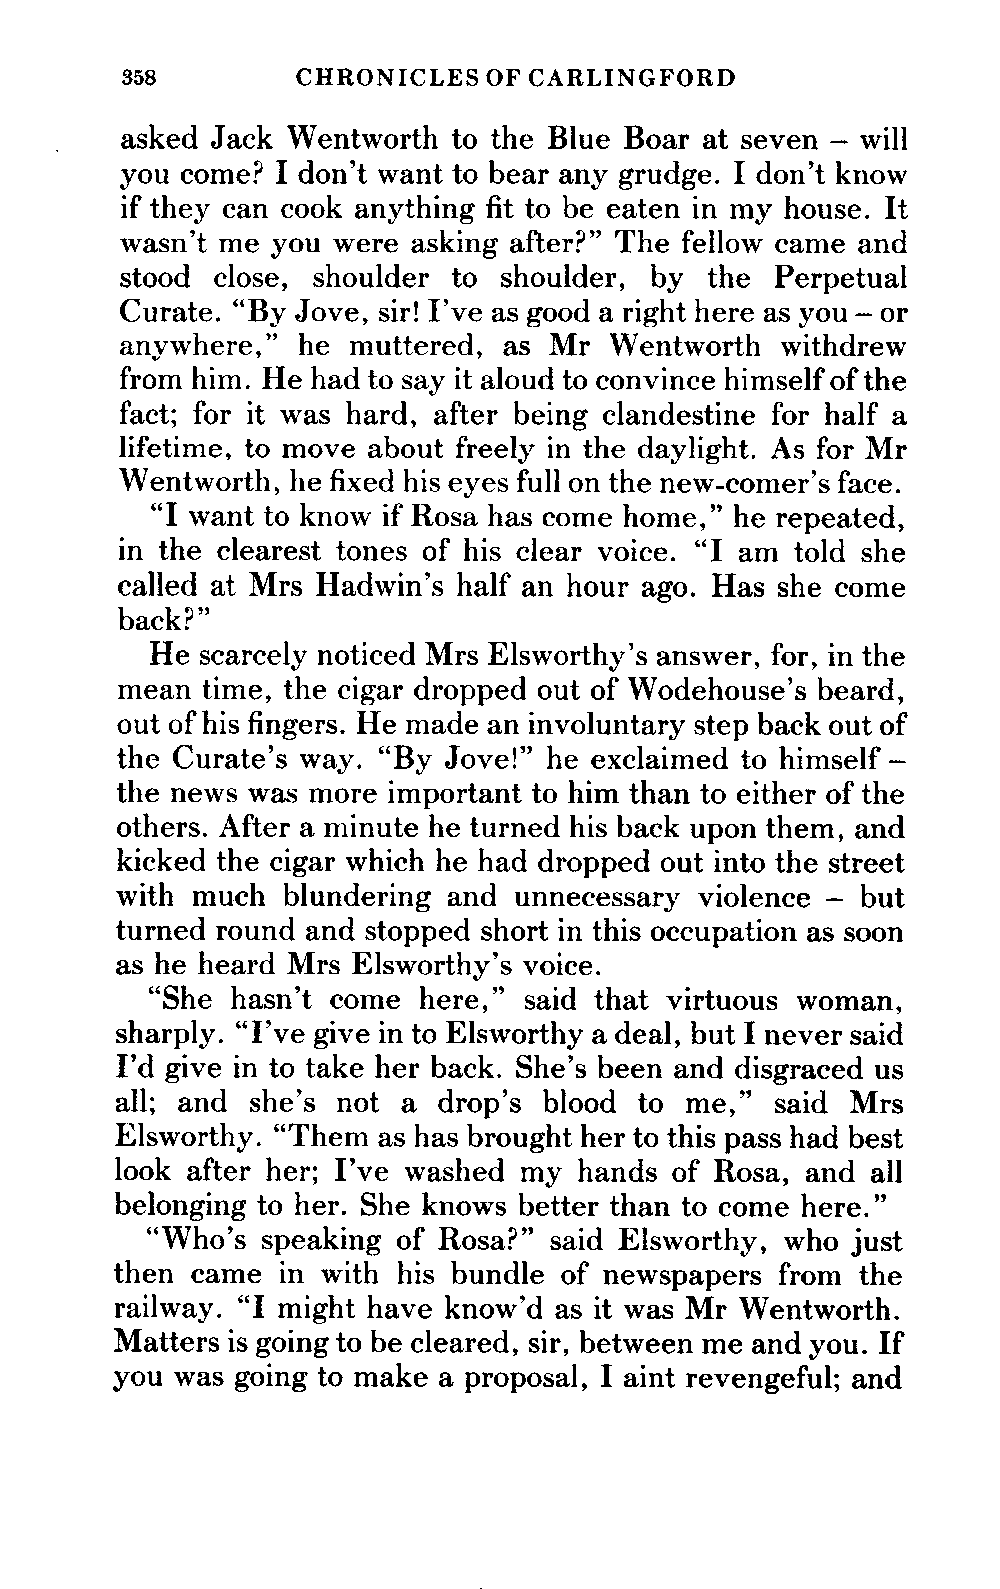 358 CHRONICLES OF CARLINGFORD
asked Jack Wentworth to the Blue Boar at seven – will
you come? I don't want to bear any grudge. I don't know
if they can cook anything fit to be eaten in my house. It
wasn't me you were asking after?” The fellow came and
stood close, shoulder to shoulder, by the Perpetual
Curate. “By Jove, sir! I've as good a right here as you – or
anywhere,” he muttered, as Mr Wentworth withdrew
from him. He had to say it aloud to convince himself of the
fact; for it was hard, after being clandestine for half a
lifetime, to move about freely in the daylight. As for Mr
Wentworth, he fixed his eyes full on the new-comer's face.
“I want to know if Rosa has come home,” he repeated,
in the clearest tones of his clear voice. “I am told she
called at Mrs Hadwin's half an hour ago. Has she come
back?”
He scarcely noticed Mrs Elsworthy's answer, for, in the
mean time, the cigar dropped out of Wodehouse's beard,
out of his fingers. He made an involuntary step back out of
the Curate's way. “By Jove!” he exclaimed to himself –
the news was more important to him than to either of the
others. After a minute he turned his back upon them, and
kicked the cigar which he had dropped out into the street
with much blundering and unnecessary violence – but
turned round and stopped short in this occupation as soon
as he heard Mrs Elsworthy's voice.
“She hasn't come here,” said that virtuous woman,
sharply. “I've give in to Elsworthy a deal, but I never said
I'd give in to take her back. She's been and disgraced us
all; and she's not a drop's blood to me,” said Mrs
Elsworthy. “Them as has brought her to this pass had best
look after her; I've washed my hands of Rosa, and all
belonging to her. She knows better than to come here.”
“Who's speaking of Rosa?” said Elsworthy, who just
then came in with his bundle of newspapers from the
railway. “I might have know'd as it was Mr Wentworth.
Matters is going to be cleared, sir, between me and you. If
you was going to make a proposal, I aint revengeful; and